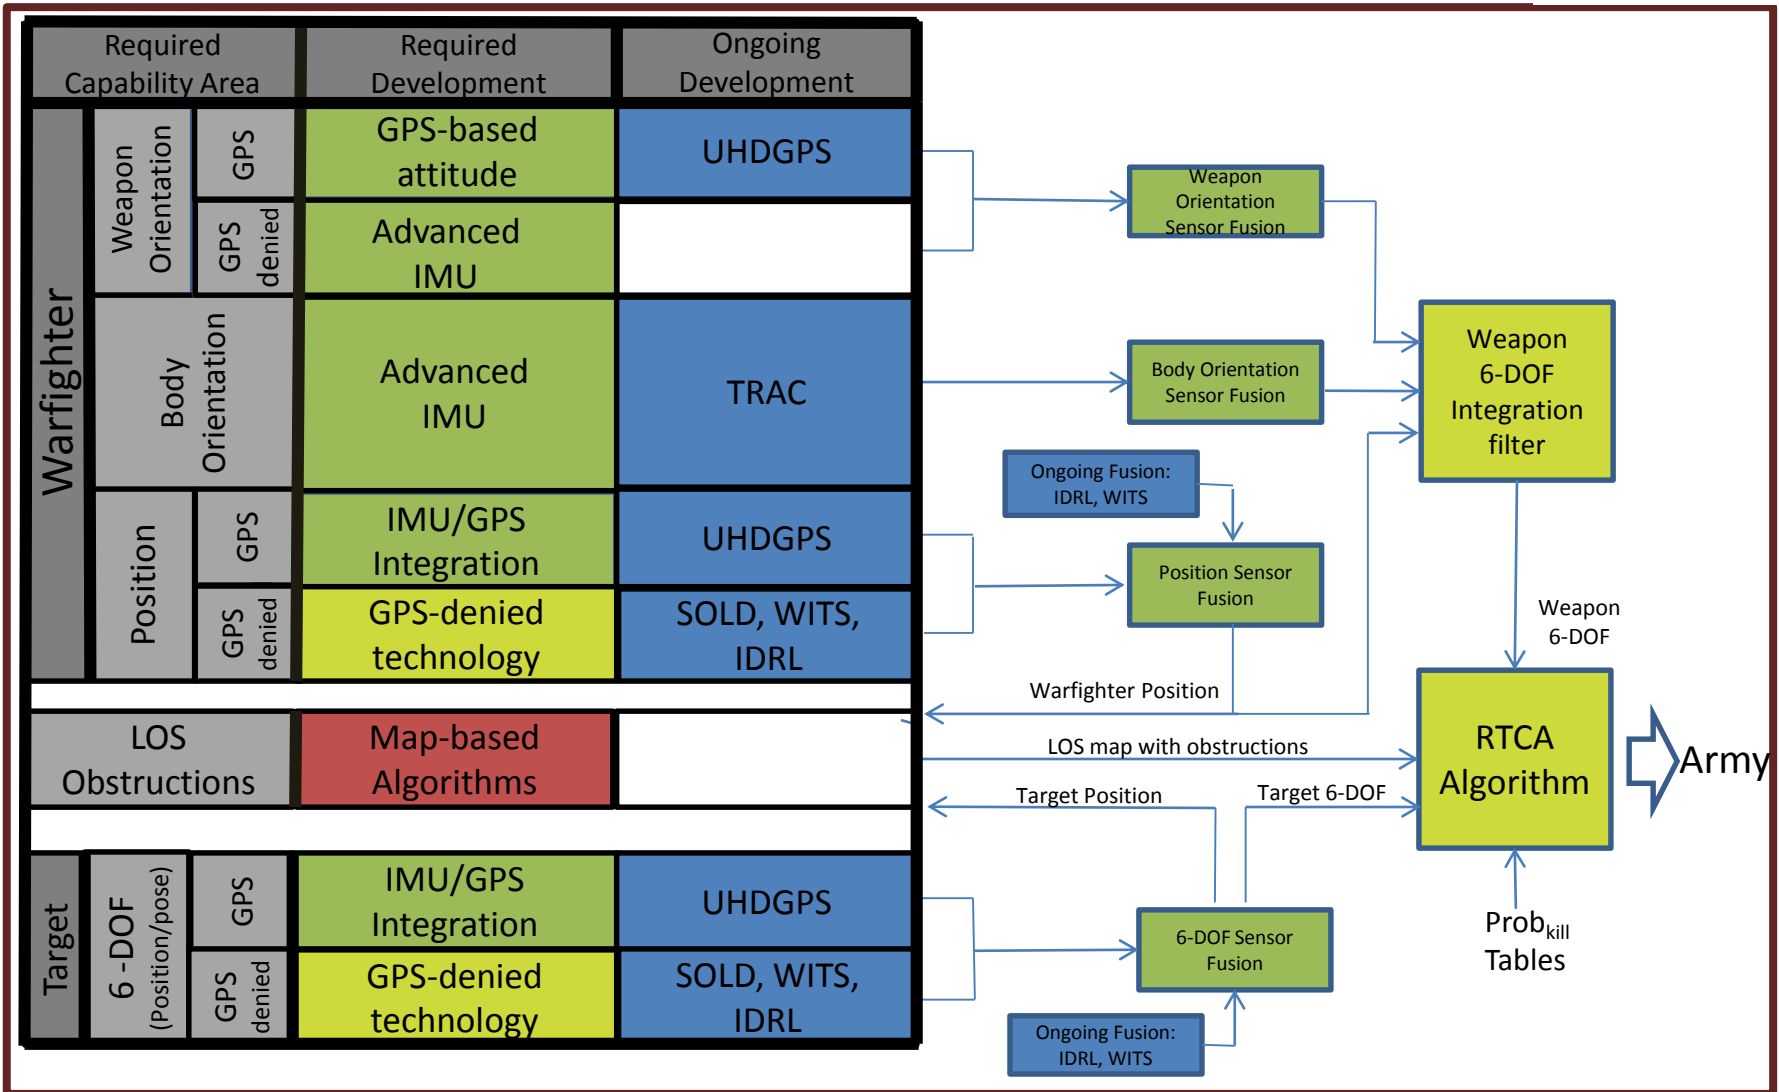 Required
Capability Area
Required
Development
Ongoing
Development
Warfighter
Weapon
Orientation
GPS
GPS-based
attitude
UHDGPS
GPS
denied
Advanced
IMU
Body
Orientation
Advanced
IMU
TRAC
Position
GPS
IMU/GPS
Integration
UHDGPS
GPS
denied
GPS-denied
technology
SOLD, WITS,
IDRL
LOS
Obstructions
Map-based
Algorithms
Target
6 -DOF
(Position/pose)
GPS
IMU/GPS
Integration
UHDGPS
GPS
denied
GPS-denied
technology
SOLD, WITS,
IDRL
Weapon
Orientation
Sensor Fusion
Body Orientation
Sensor Fusion
Ongoing Fusion:
IDRL, WITS
Position Sensor
Fusion
Weapon
6-DOF
Integration
filter
Weapon
6-DOF
Warfighter Position
LOS map with obstructions
Target Position
Target 6-DOF
RTCA
Algorithm
Army
6-DOF Sensor
Fusion
Ongoing Fusion:
IDRL, WITS
Probkill
Tables